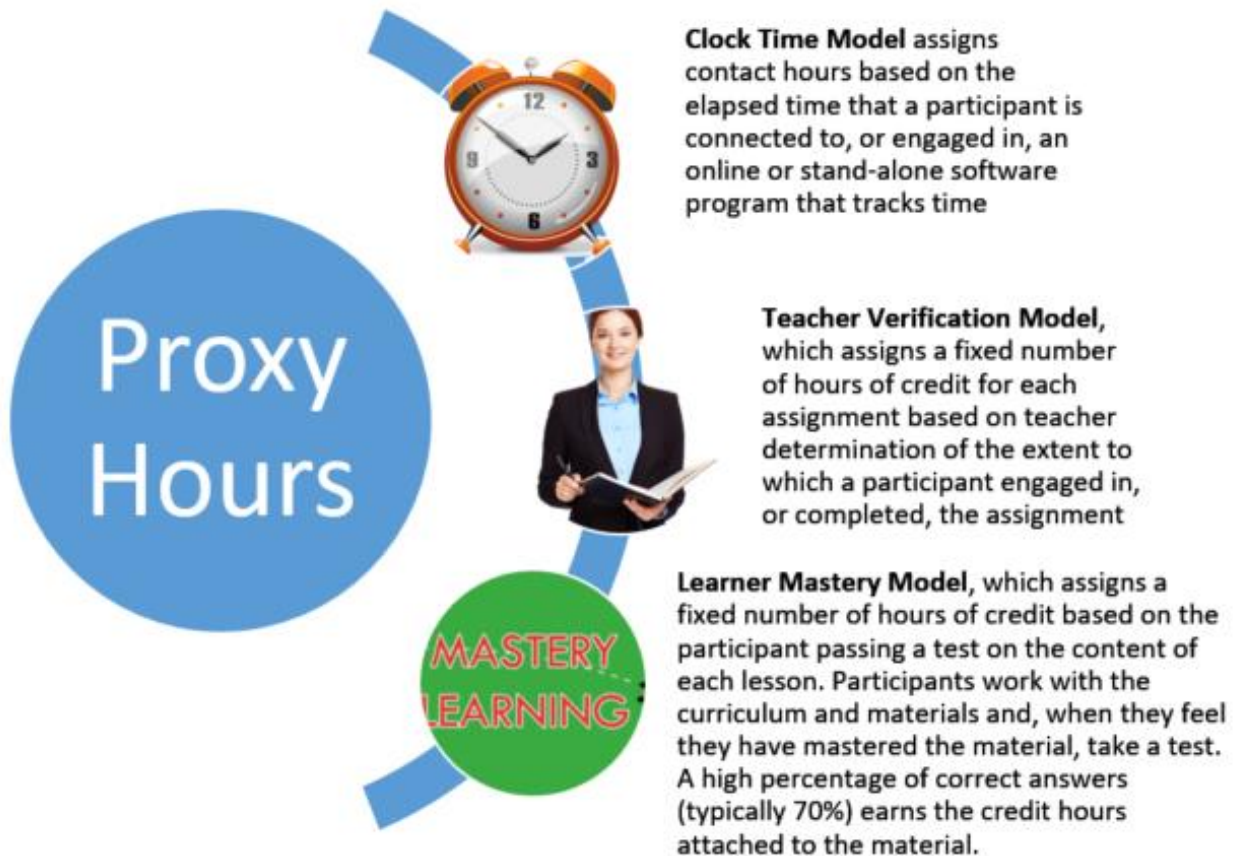 Proxy
Hours
12
3
6
9
Clock Time Model assigns
contact hours based on the
elapsed time that a participant is
connected to, or engaged in, an
online or stand-alone software
program that tracks time
Teacher Verification Model,
which assigns a fixed number
of hours of credit for each
assignment based on teacher
determination of the extent to
which a participant engaged in,
or completed, the assignment
MASTERY
LEARNING
Learner Mastery Model, which assigns a
fixed number of hours of credit based on the
participant passing a test on the content of
each lesson. Participants work with the
curriculum and materials and, when they feel
they have mastered the material, take a test.
A high percentage of correct answers
(typically 70%) earns the credit hours
attached to the material.